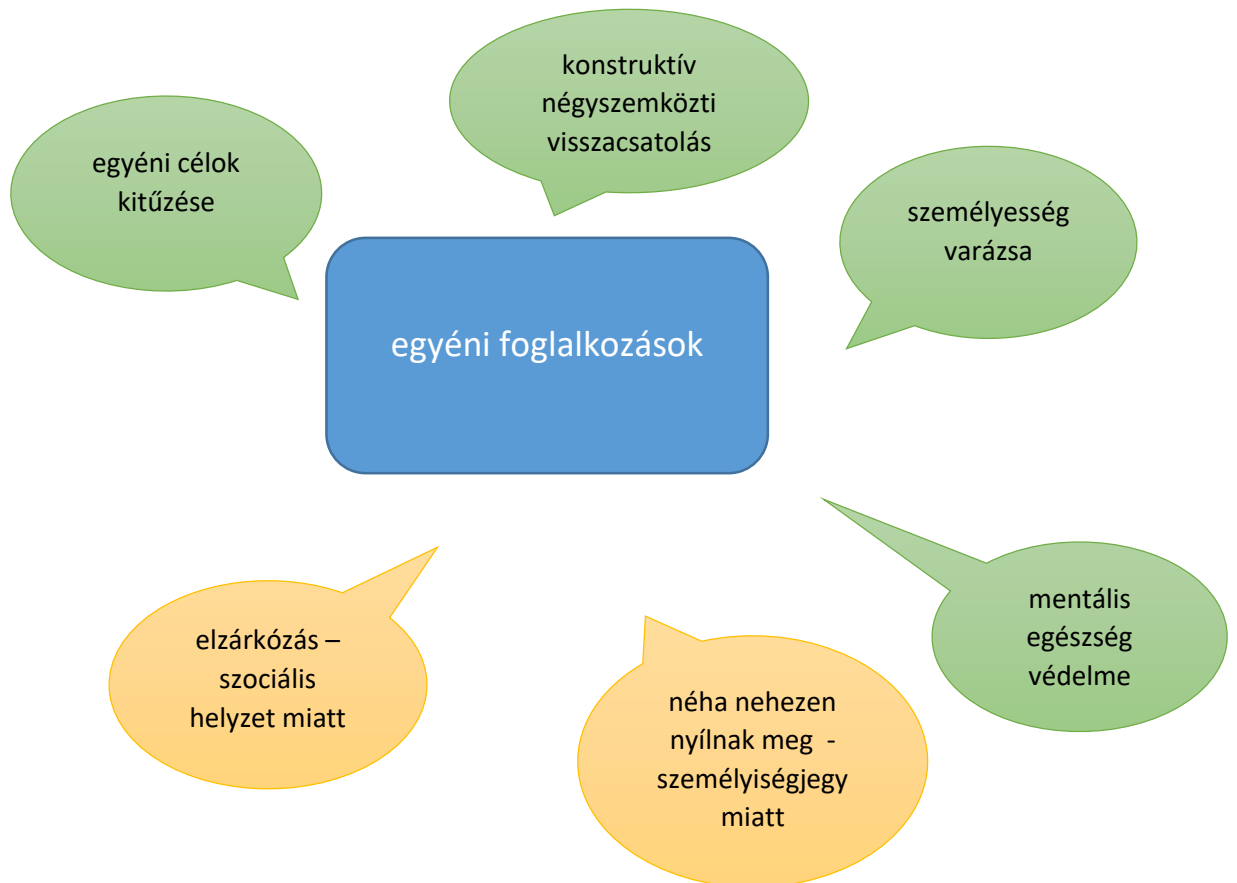 konstruktív
négyszemközti
visszacsatolás
egyéni célok
kitűzése
személyesség
varázsa
egyéni foglalkozások
mentális
egészség
védelme
elzárkózás –
szociális
helyzet miatt
néha nehezen
nyílnak meg -
személyiségjegy
miatt